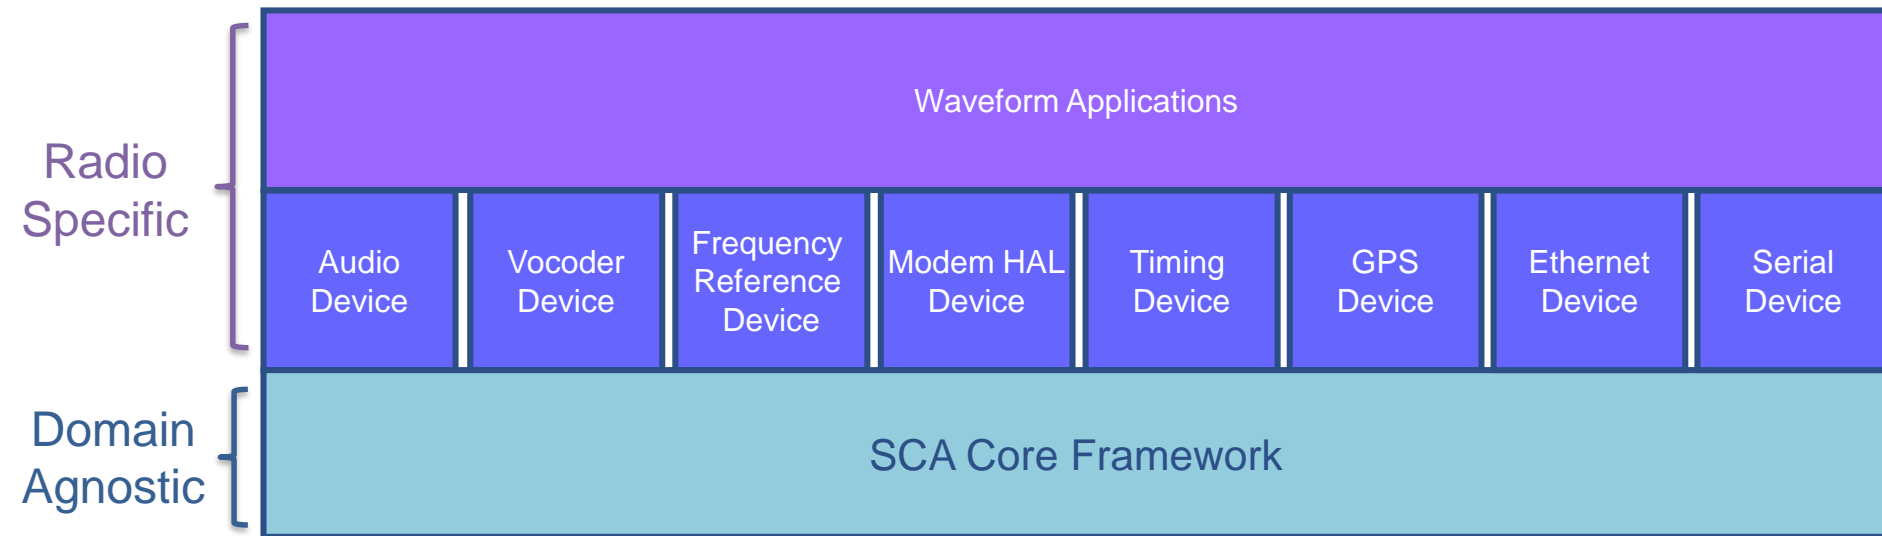 Waveform Applications
Radio
Specific
Audio
Device
Vocoder
Device
Frequency
Reference
Device
Modem HAL
Device
Timing
Device
GPS
Device
Ethernet
Device
Serial
Device
Domain
Agnostic
SCA Core Framework